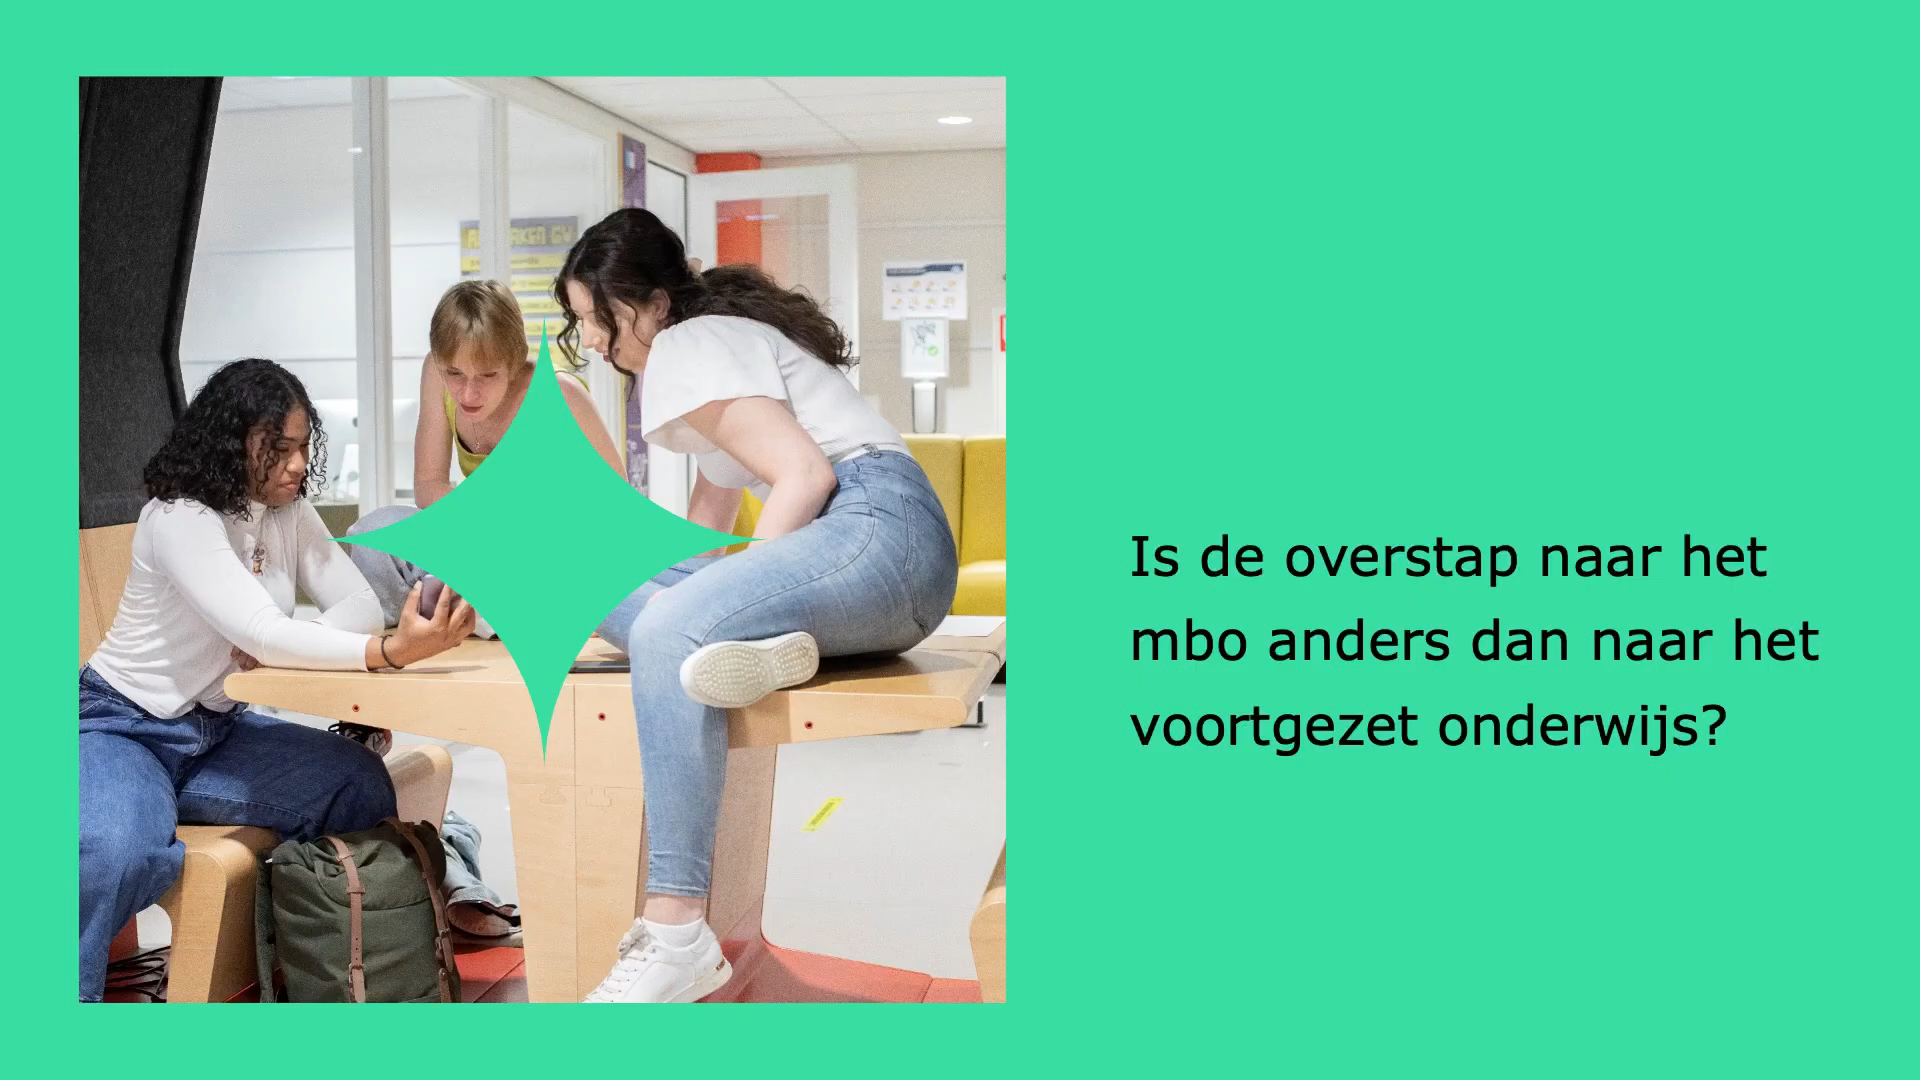 Is de overstap naar het
mbo anders dan naar het
voortgezet onderwijs?